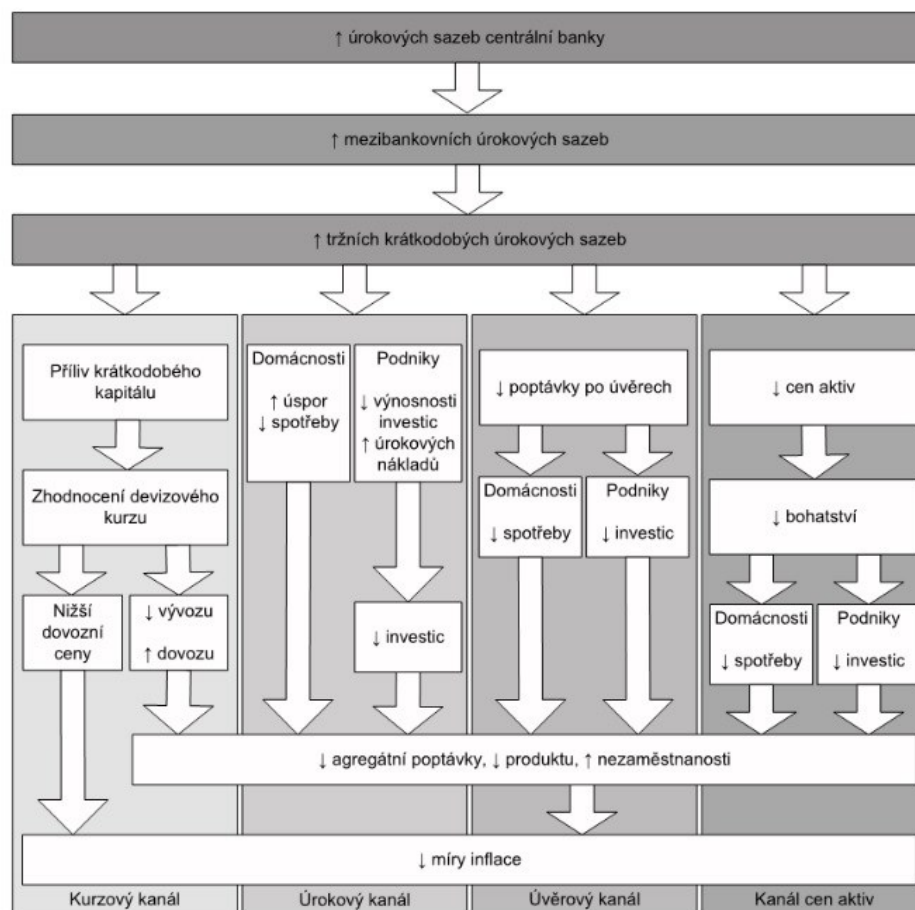 ↑ úrokových sazeb centrální banky
↑ mezibankovních úrokových sazeb
↑ tržních krátkodobých úrokových sazeb
Příliv krátkodobého
kapitálu
Zhodnocení devizového
kurzu
Nižší
dovozní
ceny
↓ vývozu
↑ dovozu
Domácnosti
↑ úspor
↓ spotřeby
Podniky
↓ výnosnosti
investic
↑ úrokových
nákladů
↓ investic
↓ poptávky po úvěrech
Domácnosti
↓ spotřeby
Podniky
↓ investic
↓ cen aktiv
↓ bohatství
Domácnosti
↓ spotřeby
Podniky
↓ investic
↓ agregátní poptávky, ↓ produktu, ↑ nezaměstnanosti
↓ míry inflace
Kurzový kanál
Úrokový kanál
Úvěrový kanál
Kanál cen aktiv